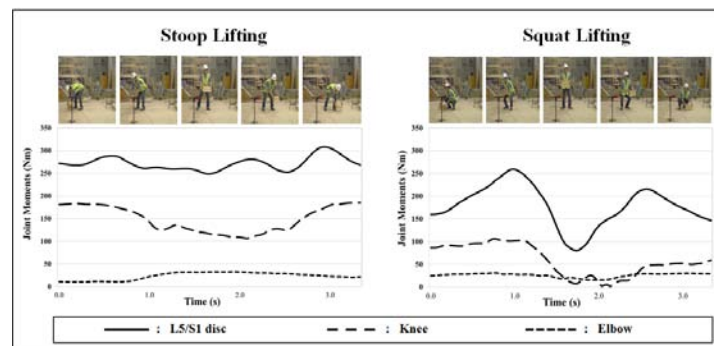 Stoop Lifting
Squat Lifting
Joint Moments (Nm)
350
300
250
200
150
100
50
0
0.0 1.0 2.0 3.0
Time (s)
Joint Moments (Nm)
350
300
250
200
150
100
50
0
0.0 1.0 2.0 3.0
Time (s)
: L5/S1 disc : Knee : Elbow